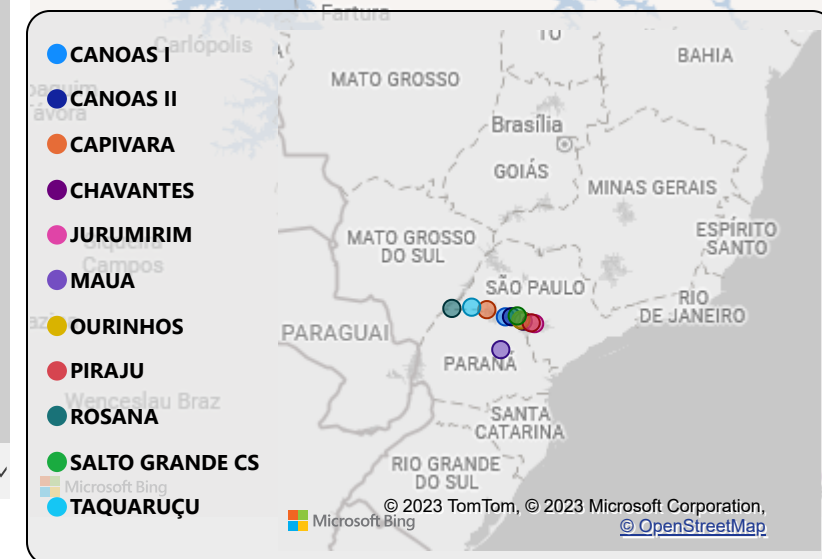 Fartura
Carlópolis
CANOAS I
CANOAS II
CAPIVARA
CHAVANTES
JURUMIRIM
Siqueira
Campos
MAUA
OURINHOS
PIRAJU
Wenceslau Braz
ROSANA
SALTO GRANDE CS
Microsoft Bing
TAQUARUÇU
TO
BAHIA
MATO GROSSO
Brasília
GOIÁS
MINAS GERAIS
ESPÍRITO
SANTO
MATO GROSSO
DO SUL
SÃO PAULO
RIO
DE JANEIRO
PARAGUAI
PARANÁ
SANTA
CATARINA
RIO GRANDE
DO SUL
Microsoft Bing
© 2023 TomTom, © 2023 Microsoft Corporation,
© OpenStreetMap